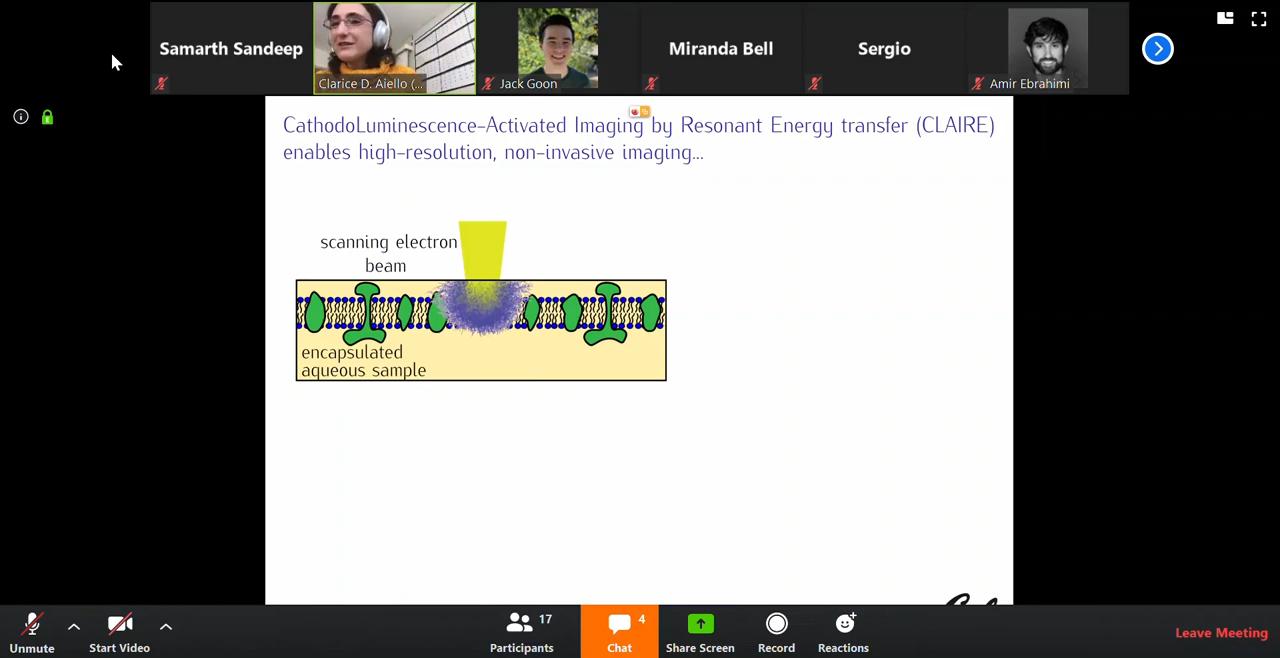 Samarth Sandeep
Clarice D. Aiello (...
Jack Goon
Miranda Bell
Sergio
Amir Ebrahimi
CathodoLuminescence-Activated Imaging by Resonant Energy transfer (CLAIRE)
enables high-resolution, non-invasive imaging...
scanning electron
beam
encapsulated
aqueous sample
Unmute
Start Video
Participants
17
Chat
4
Share Screen
Record
Reactions
Leave Meeting